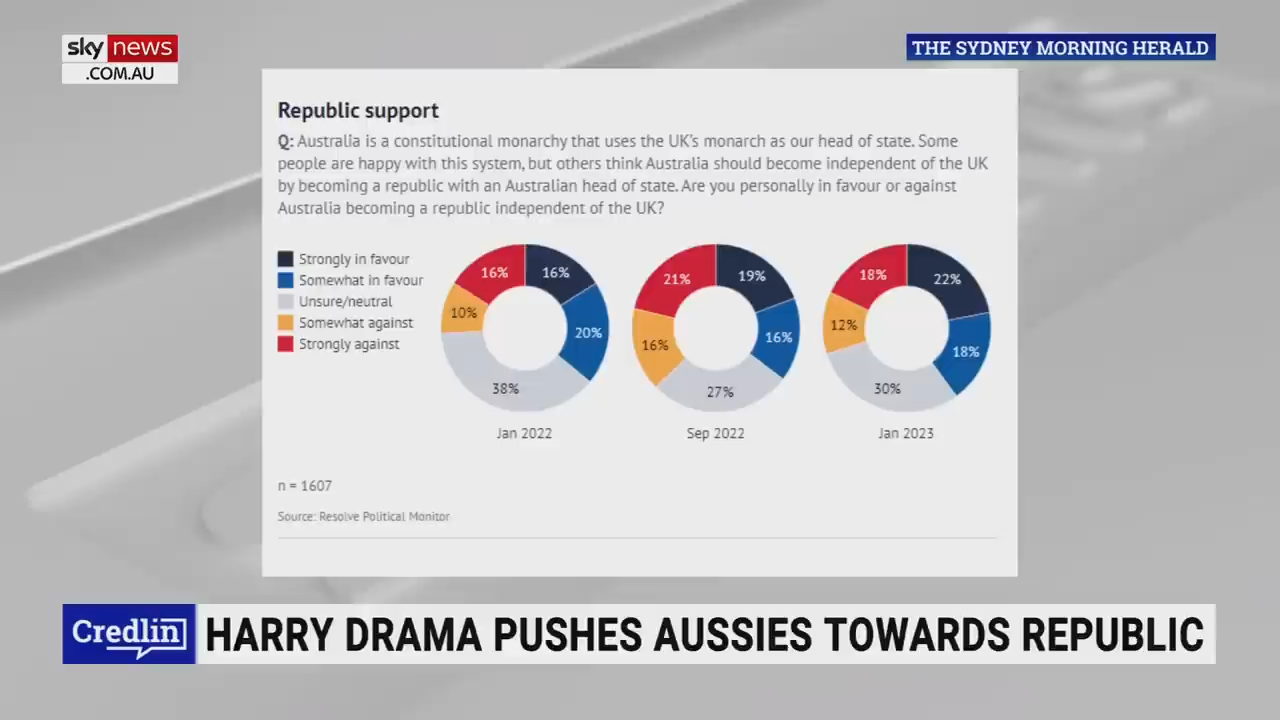 sky news
.COM.AU
THE SYDNEY MORNING HERALD
Republic support
Q: Australia is a constitutional monarchy that uses the UK's monarch as our head of state. Some
people are happy with this system, but others think Australia should become independent of the UK
by becoming a republic with an Australian head of state. Are you personally in favour or against
Australia becoming a republic independent of the UK?
Strongly in favour
Somewhat in favour
Unsure/neutral
Somewhat against
Strongly against
16% 16%
10% 20%
38%
Jan 2022
21% 19%
16% 16%
27%
Sep 2022
18% 22%
12% 18%
30%
Jan 2023
n = 1607
Source: Resolve Political Monitor
Credlin
HARRY DRAMA PUSHES AUSSIES TOWARDS REPUBLIC